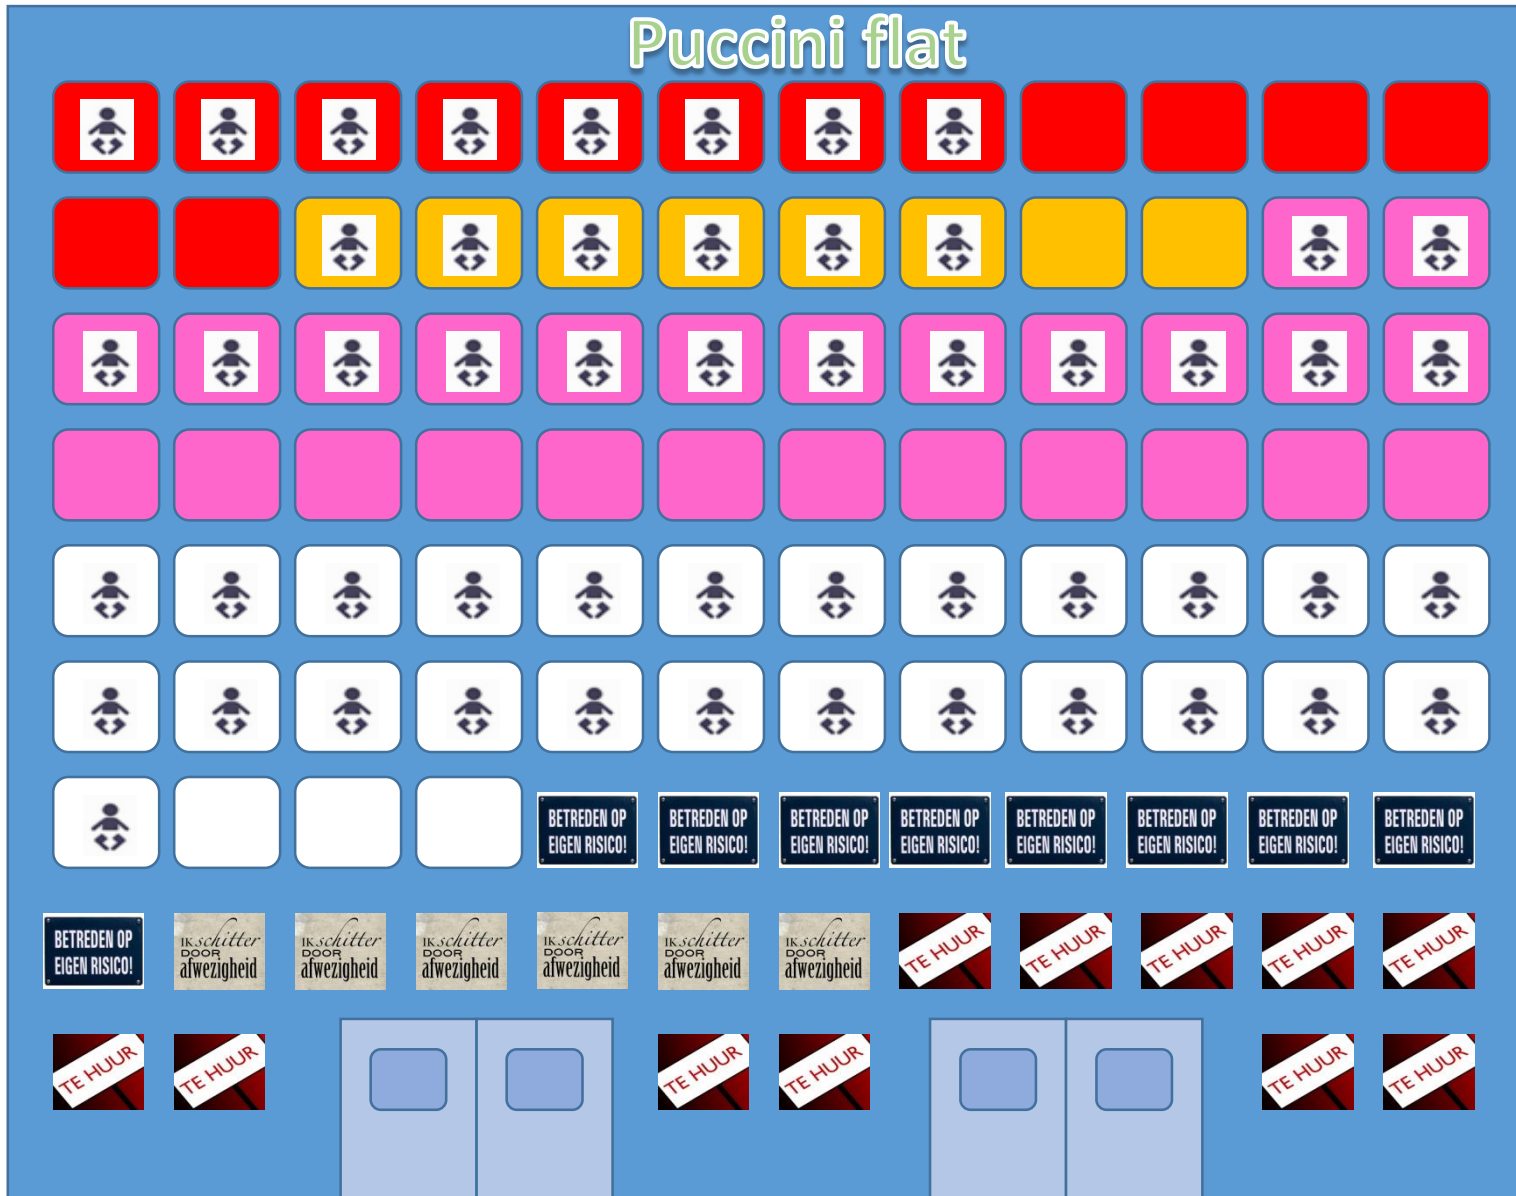 Puccini flat
BETREDEN OP
EIGEN RISICO!
BETREDEN OP
EIGEN RISICO!
BETREDEN OP
EIGEN RISICO!
BETREDEN OP
EIGEN RISICO!
BETREDEN OP
EIGEN RISICO!
BETREDEN OP
EIGEN RISICO!
BETREDEN OP
EIGEN RISICO!
BETREDEN OP
EIGEN RISICO!
BETREDEN OP
EIGEN RISICO!
IK schitter
DOOR
afwezigheid
IK schitter
DOOR
afwezigheid
IK schitter
DOOR
afwezigheid
IK schitter
DOOR
afwezigheid
IK schitter
DOOR
afwezigheid
IK schitter
DOOR
afwezigheid
TE HUUR
TE HUUR
TE HUUR
TE HUUR
TE HUUR
TE HUUR
TE HUUR
TE HUUR
TE HUUR
TE HUUR
TE HUUR